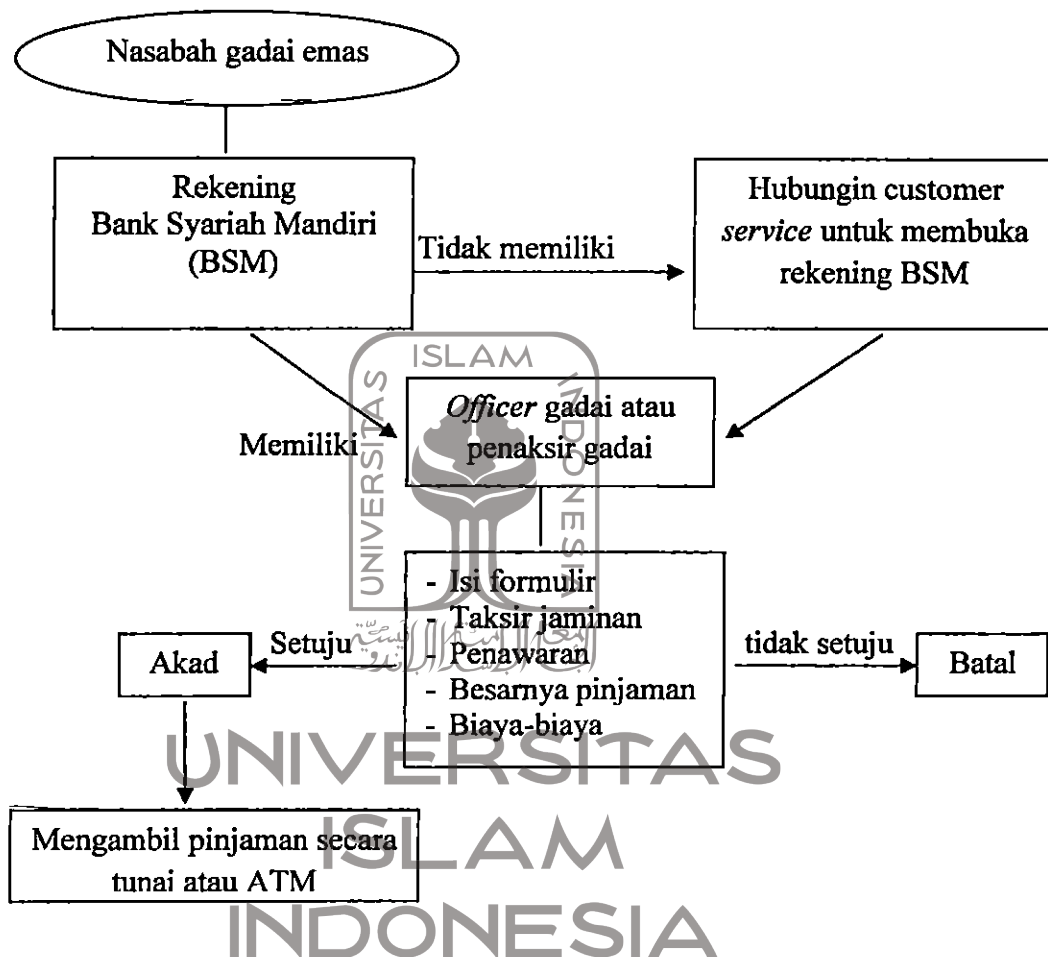 Nasabah gadai emas
Rekening
Bank Syariah Mandiri
(BSM)
Tidak memiliki
Hubungin customer
service untuk membuka
rekening BSM
Memiliki
Officer gadai atau
penaksir gadai
- Isi formulir
- Taksir jaminan
- Penawaran
- Besarnya pinjaman
- Biaya-biaya
Setuju
Akad
tidak setuju
Batal
Mengambil pinjaman secara
tunai atau ATM
UNIVERSITAS
ISLAM
INDONESIA
UNIVERSITAS
ISLAM
INDONESIA